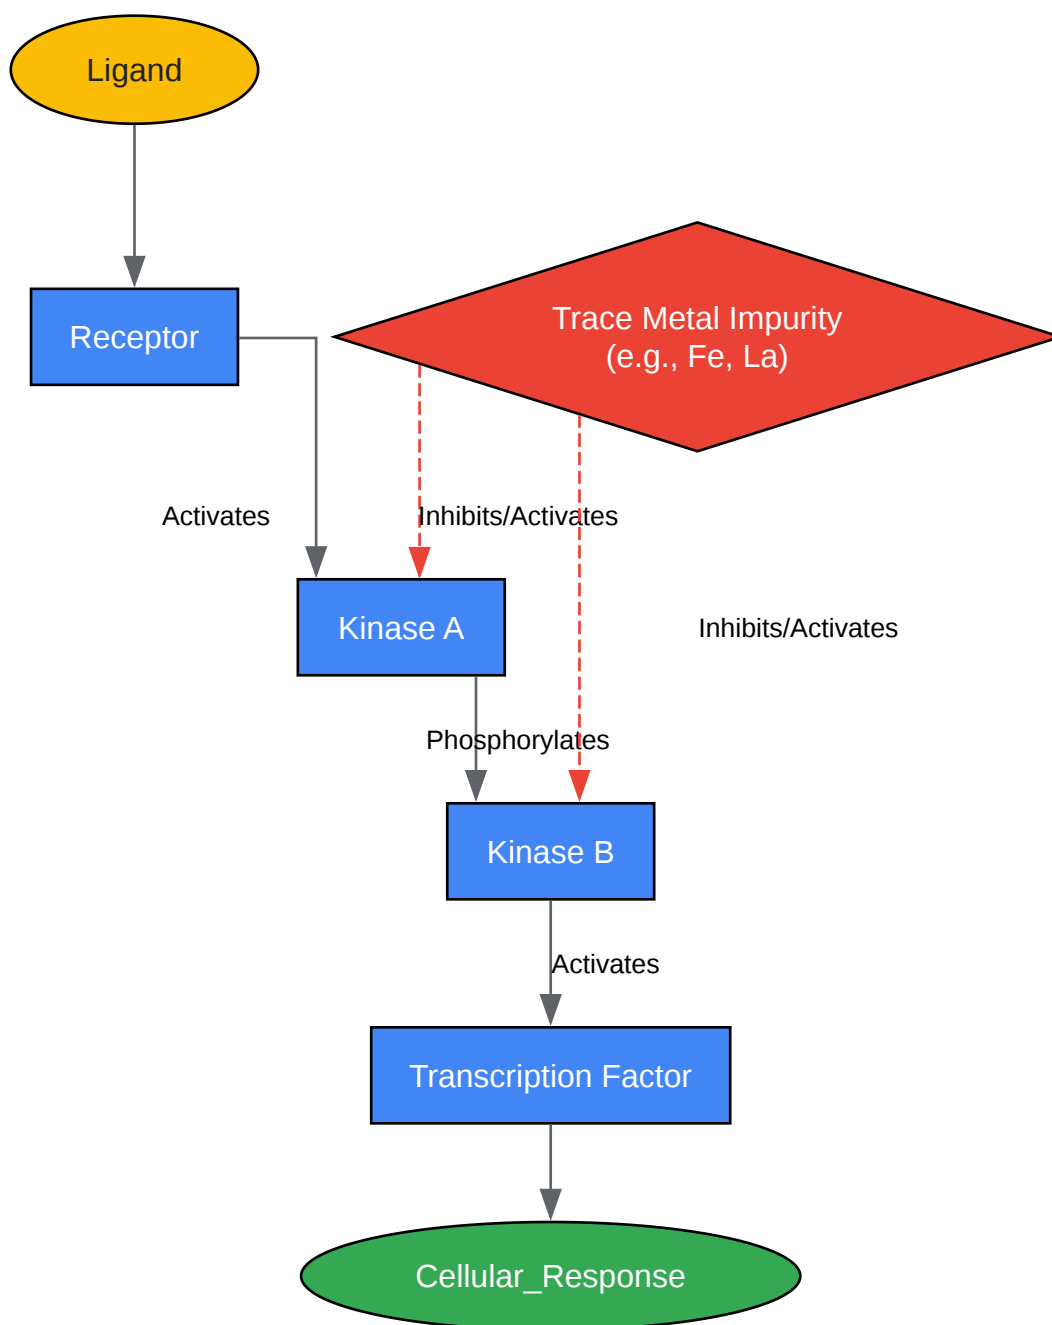 Ligand
Receptor
Trace Metal Impurity
(e.g., Fe, La)
Activates
Inhibits/Activates
Kinase A
Inhibits/Activates
Phosphorylates
Kinase B
Activates
Transcription Factor
Cellular_Response